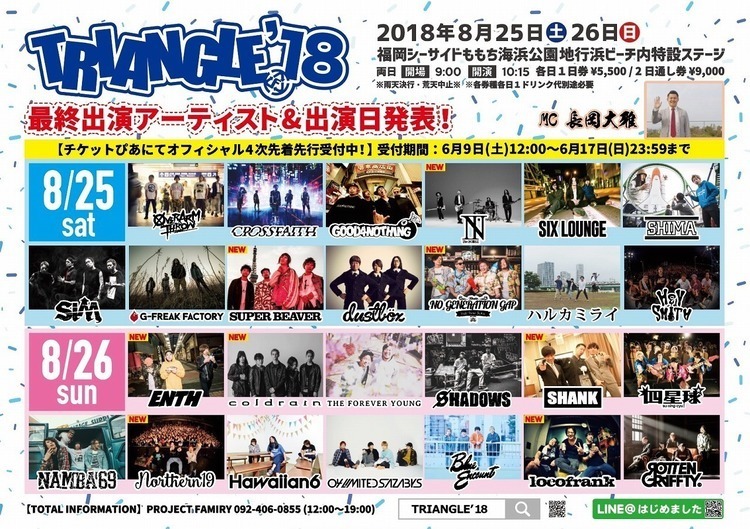 TRIANGLE'18
2018年8月25日土26日日
福岡シーサイドももち海浜公園 地行浜ビーチ内特設ステージ
両日 開場 9:00 開演 10:15 各日1日券 ¥5,500 / 2日通し券 ¥9,000
※雨天決行・荒天中止※ ※各券種各日1ドリンク代別途必要
最終出演アーティスト&出演日発表!
MC 長岡大雅
【チケットぴあにてオフィシャル4次先着先行受付中!】受付期間:6月9日(土)12:00〜6月17日(日)23:59まで
8/25
sat
OVER ARM THROW
CROSSFAITH
GOOD4NOTHING
NEW
SIX LOUNGE
SHIMA
SPFA
G-FREAK FACTORY
NEW
SUPER BEAVER
dustbox
NEW
NO GENERATION GAP
ハルカミライ
HEY-SMITH
8/26
sun
NEW
ENTH
NEW
coldrain
THE FOREVER YOUNG
SHADOWS
NEW
SHANK
NEW
四星球
su-xing-cyu
NAMBA69
NEW
Northern19
Hawaiian6
04 LIMITED SAZABYS
BLUE ENCOUNT
NEW
locofrank
ROTTENGRAFFTY
【TOTAL INFORMATION】 PROJECT FAMIRY 092-406-0855 (12:00〜19:00)
TRIANGLE'18
LINE@はじめました